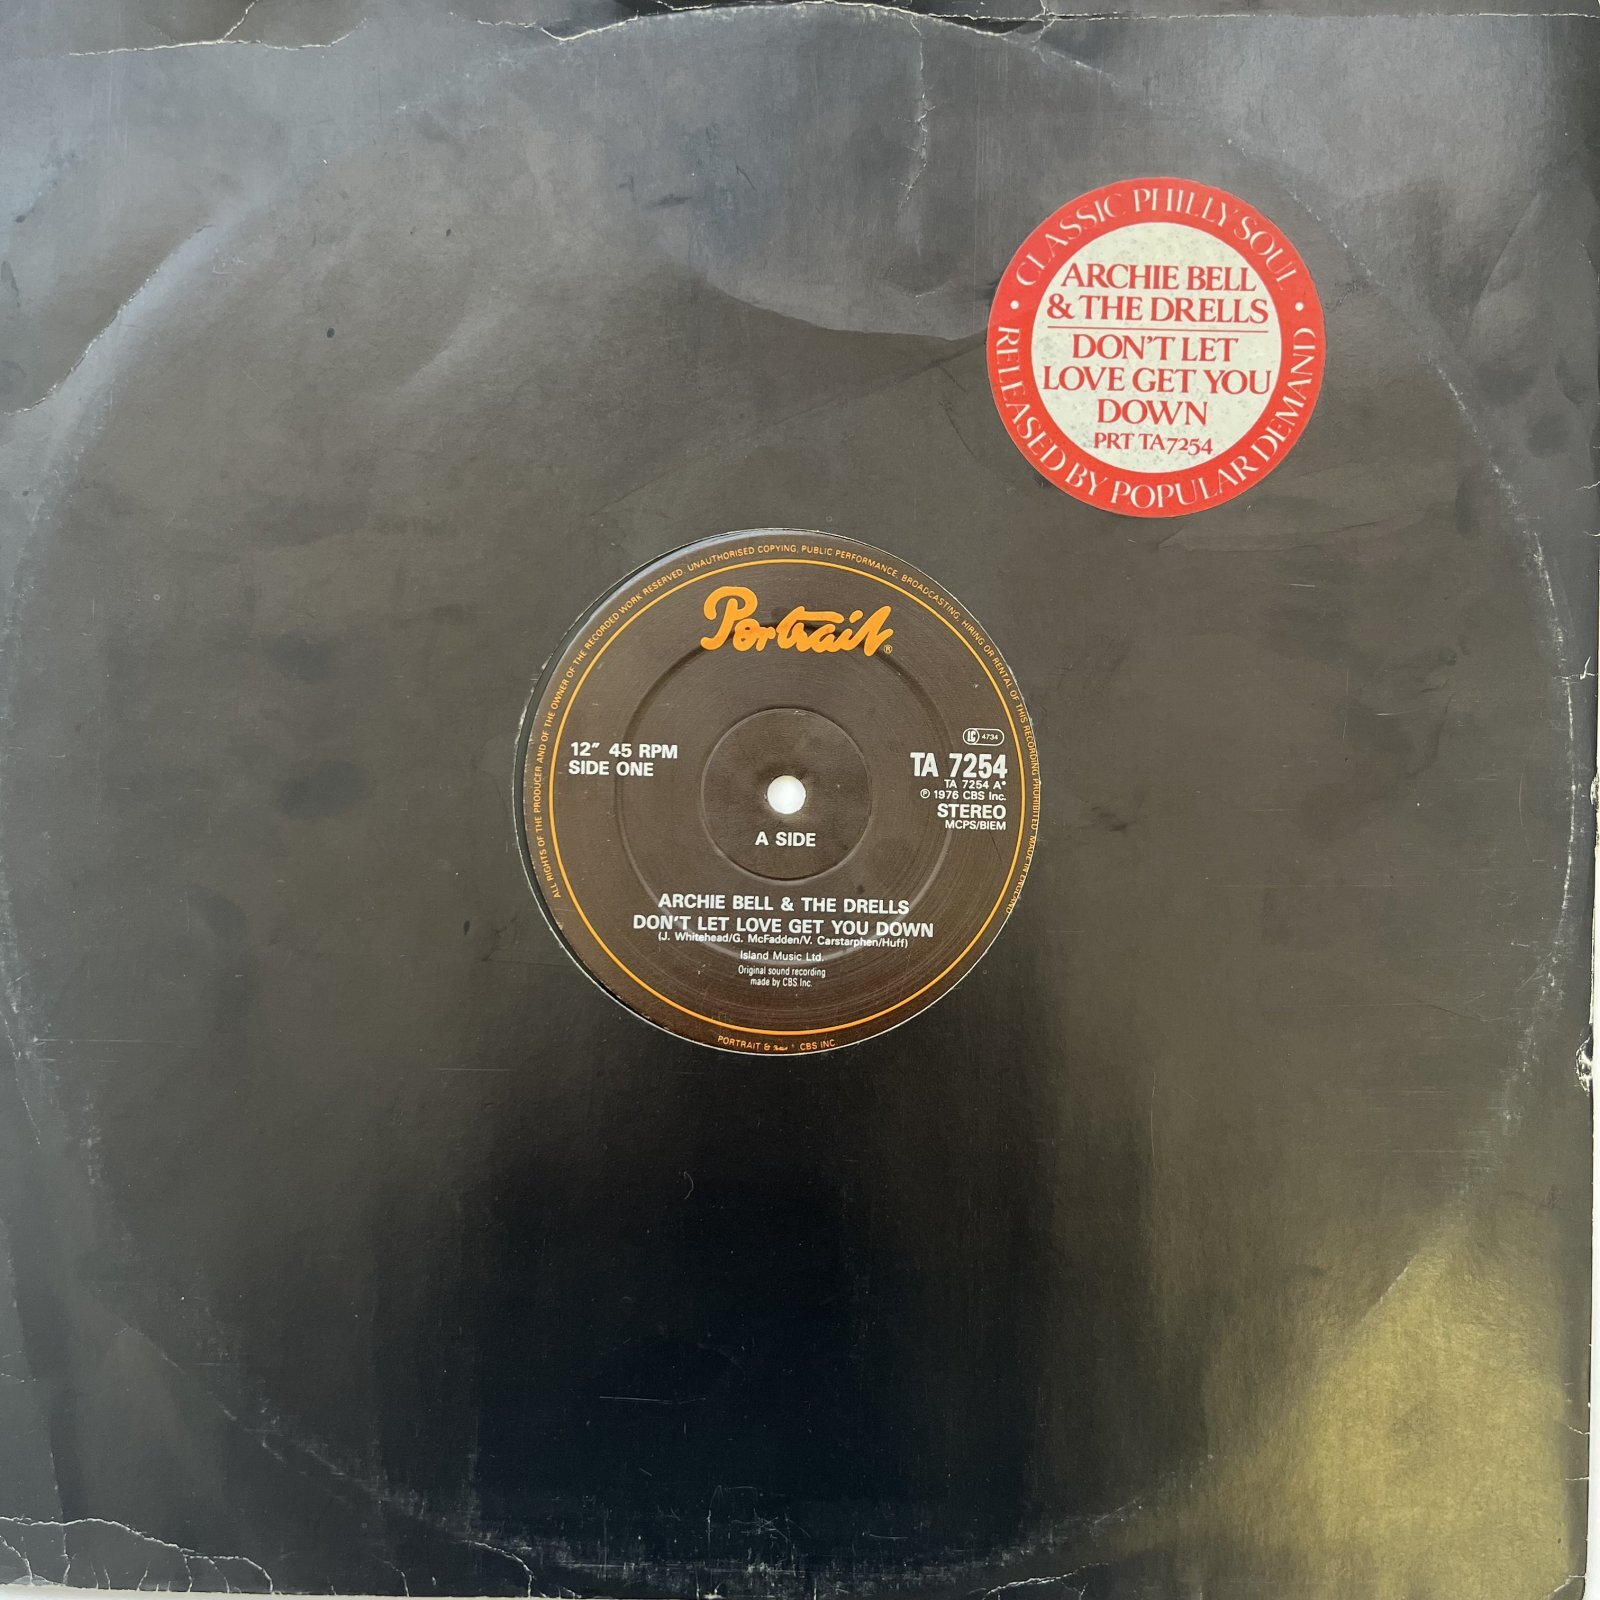 CLASSIC PHILLY SOUL
ARCHIE BELL
& THE DRELLS
DON'T LET
LOVE GET YOU
DOWN
PRT TA7254
• RELEASED BY POPULAR DEMAND •
ALL RIGHTS OF THE PRODUCER AND OF THE OWNER OF THE RECORDED WORK RESERVED. UNAUTHORISED COPYING, PUBLIC PERFORMANCE, BROADCASTING, HIRING OR RENTAL OF THIS RECORDING PROHIBITED. MADE IN ENGLAND
Portrait®
12″ 45 RPM
SIDE ONE
LC 4734
TA 7254
TA 7254 A*
℗ 1976 CBS Inc.
STEREO
MCPS/BIEM
A SIDE
ARCHIE BELL & THE DRELLS
DON'T LET LOVE GET YOU DOWN
(J. Whitehead/G. McFadden/V. Carstarphen/Huff)
Island Music Ltd.
Original sound recording
made by CBS Inc.
PORTRAIT & CBS INC